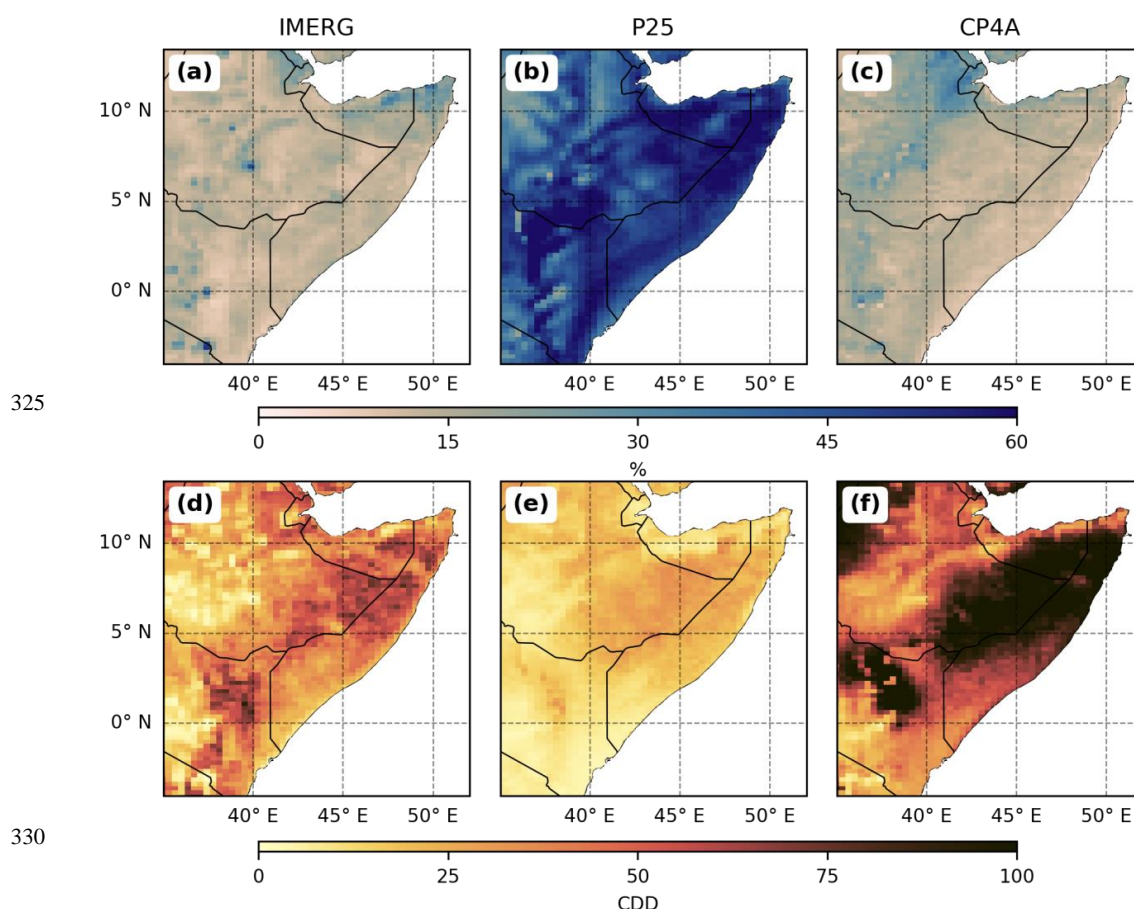 IMERG P25 CP4A
(a) (b) (c)
10° N
5° N
0° N
40° E 45° E 50° E 40° E 45° E 50° E 40° E 45° E 50° E
325
0 15 30 45 60
%
(d) (e) (f)
10° N
5° N
0° N
40° E 45° E 50° E 40° E 45° E 50° E 40° E 45° E 50° E
330
0 25 50 75 100
CDD